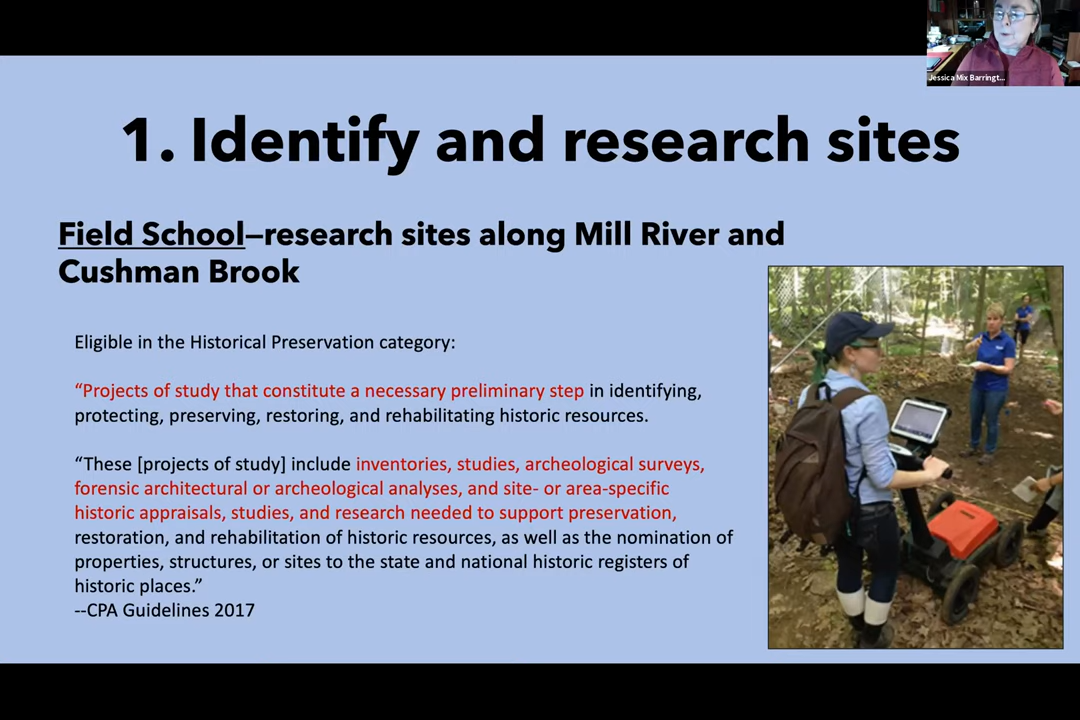 Jessica Mix Barringt...
1. Identify and research sites
Field School—research sites along Mill River and
Cushman Brook
Eligible in the Historical Preservation category:
“Projects of study that constitute a necessary preliminary step in identifying,
protecting, preserving, restoring, and rehabilitating historic resources.
“These [projects of study] include inventories, studies, archeological surveys,
forensic architectural or archeological analyses, and site- or area-specific
historic appraisals, studies, and research needed to support preservation,
restoration, and rehabilitation of historic resources, as well as the nomination of
properties, structures, or sites to the state and national historic registers of
historic places.”
--CPA Guidelines 2017